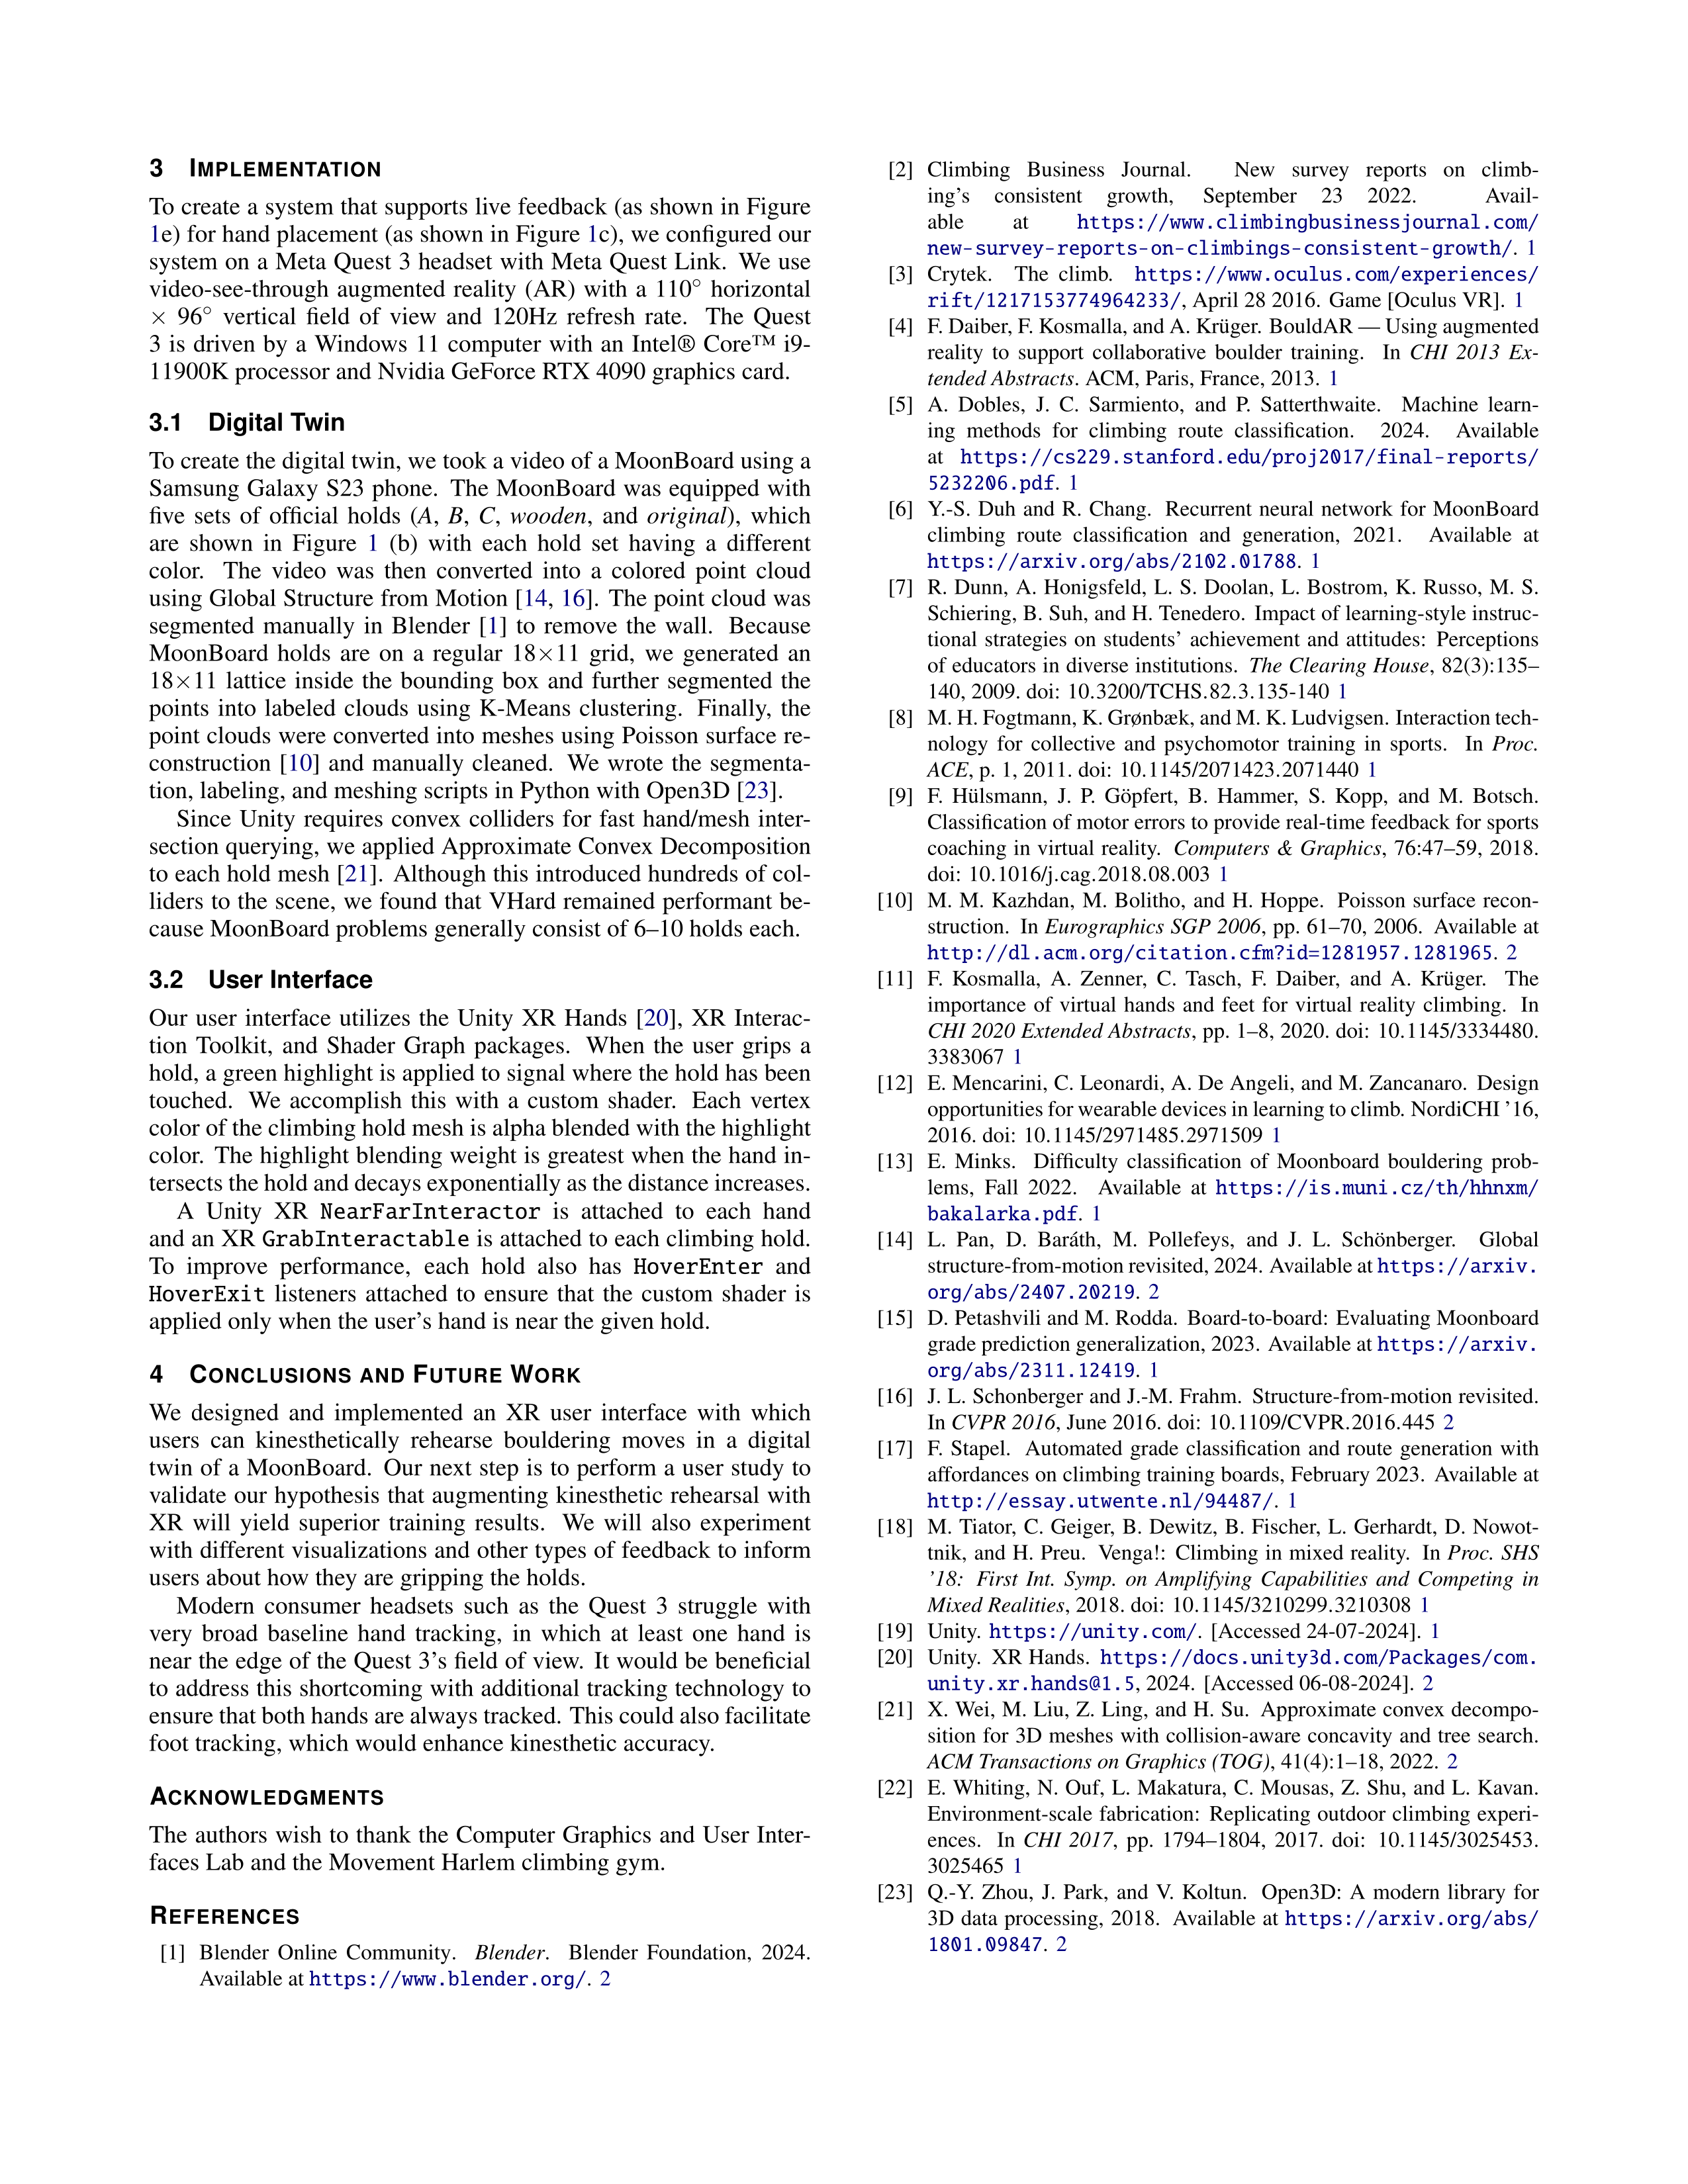 3 IMPLEMENTATION
To create a system that supports live feedback (as shown in Figure
1e) for hand placement (as shown in Figure 1c), we configured our
system on a Meta Quest 3 headset with Meta Quest Link. We use
video-see-through augmented reality (AR) with a 110° horizontal
× 96° vertical field of view and 120Hz refresh rate. The Quest
3 is driven by a Windows 11 computer with an Intel® Core™ i9-
11900K processor and Nvidia GeForce RTX 4090 graphics card.
3.1 Digital Twin
To create the digital twin, we took a video of a MoonBoard using a
Samsung Galaxy S23 phone. The MoonBoard was equipped with
five sets of official holds (A, B, C, wooden, and original), which
are shown in Figure 1 (b) with each hold set having a different
color. The video was then converted into a colored point cloud
using Global Structure from Motion [14, 16]. The point cloud was
segmented manually in Blender [1] to remove the wall. Because
MoonBoard holds are on a regular 18×11 grid, we generated an
18×11 lattice inside the bounding box and further segmented the
points into labeled clouds using K-Means clustering. Finally, the
point clouds were converted into meshes using Poisson surface re-
construction [10] and manually cleaned. We wrote the segmenta-
tion, labeling, and meshing scripts in Python with Open3D [23].
Since Unity requires convex colliders for fast hand/mesh inter-
section querying, we applied Approximate Convex Decomposition
to each hold mesh [21]. Although this introduced hundreds of col-
liders to the scene, we found that VHard remained performant be-
cause MoonBoard problems generally consist of 6–10 holds each.
3.2 User Interface
Our user interface utilizes the Unity XR Hands [20], XR Interac-
tion Toolkit, and Shader Graph packages. When the user grips a
hold, a green highlight is applied to signal where the hold has been
touched. We accomplish this with a custom shader. Each vertex
color of the climbing hold mesh is alpha blended with the highlight
color. The highlight blending weight is greatest when the hand in-
tersects the hold and decays exponentially as the distance increases.
A Unity XR NearFarInteractor is attached to each hand
and an XR GrabInteractable is attached to each climbing hold.
To improve performance, each hold also has HoverEnter and
HoverExit listeners attached to ensure that the custom shader is
applied only when the user's hand is near the given hold.
4 CONCLUSIONS AND FUTURE WORK
We designed and implemented an XR user interface with which
users can kinesthetically rehearse bouldering moves in a digital
twin of a MoonBoard. Our next step is to perform a user study to
validate our hypothesis that augmenting kinesthetic rehearsal with
XR will yield superior training results. We will also experiment
with different visualizations and other types of feedback to inform
users about how they are gripping the holds.
Modern consumer headsets such as the Quest 3 struggle with
very broad baseline hand tracking, in which at least one hand is
near the edge of the Quest 3's field of view. It would be beneficial
to address this shortcoming with additional tracking technology to
ensure that both hands are always tracked. This could also facilitate
foot tracking, which would enhance kinesthetic accuracy.
ACKNOWLEDGMENTS
The authors wish to thank the Computer Graphics and User Inter-
faces Lab and the Movement Harlem climbing gym.
REFERENCES
[1] Blender Online Community. Blender. Blender Foundation, 2024.
Available at https://www.blender.org/. 2
[2] Climbing Business Journal. New survey reports on climb-
ing's consistent growth, September 23 2022. Avail-
able at https://www.climbingbusinessjournal.com/
new-survey-reports-on-climbings-consistent-growth/. 1
[3] Crytek. The climb. https://www.oculus.com/experiences/
rift/1217153774964233/, April 28 2016. Game [Oculus VR]. 1
[4] F. Daiber, F. Kosmalla, and A. Krüger. BouldAR — Using augmented
reality to support collaborative boulder training. In CHI 2013 Ex-
tended Abstracts. ACM, Paris, France, 2013. 1
[5] A. Dobles, J. C. Sarmiento, and P. Satterthwaite. Machine learn-
ing methods for climbing route classification. 2024. Available
at https://cs229.stanford.edu/proj2017/final-reports/
5232206.pdf. 1
[6] Y.-S. Duh and R. Chang. Recurrent neural network for MoonBoard
climbing route classification and generation, 2021. Available at
https://arxiv.org/abs/2102.01788. 1
[7] R. Dunn, A. Honigsfeld, L. S. Doolan, L. Bostrom, K. Russo, M. S.
Schiering, B. Suh, and H. Tenedero. Impact of learning-style instruc-
tional strategies on students' achievement and attitudes: Perceptions
of educators in diverse institutions. The Clearing House, 82(3):135–
140, 2009. doi: 10.3200/TCHS.82.3.135-140 1
[8] M. H. Fogtmann, K. Grønbæk, and M. K. Ludvigsen. Interaction tech-
nology for collective and psychomotor training in sports. In Proc.
ACE, p. 1, 2011. doi: 10.1145/2071423.2071440 1
[9] F. Hülsmann, J. P. Göpfert, B. Hammer, S. Kopp, and M. Botsch.
Classification of motor errors to provide real-time feedback for sports
coaching in virtual reality. Computers & Graphics, 76:47–59, 2018.
doi: 10.1016/j.cag.2018.08.003 1
[10] M. M. Kazhdan, M. Bolitho, and H. Hoppe. Poisson surface recon-
struction. In Eurographics SGP 2006, pp. 61–70, 2006. Available at
http://dl.acm.org/citation.cfm?id=1281957.1281965. 2
[11] F. Kosmalla, A. Zenner, C. Tasch, F. Daiber, and A. Krüger. The
importance of virtual hands and feet for virtual reality climbing. In
CHI 2020 Extended Abstracts, pp. 1–8, 2020. doi: 10.1145/3334480.
3383067 1
[12] E. Mencarini, C. Leonardi, A. De Angeli, and M. Zancanaro. Design
opportunities for wearable devices in learning to climb. NordiCHI '16,
2016. doi: 10.1145/2971485.2971509 1
[13] E. Minks. Difficulty classification of Moonboard bouldering prob-
lems, Fall 2022. Available at https://is.muni.cz/th/hhnxm/
bakalarka.pdf. 1
[14] L. Pan, D. Baráth, M. Pollefeys, and J. L. Schönberger. Global
structure-from-motion revisited, 2024. Available at https://arxiv.
org/abs/2407.20219. 2
[15] D. Petashvili and M. Rodda. Board-to-board: Evaluating Moonboard
grade prediction generalization, 2023. Available at https://arxiv.
org/abs/2311.12419. 1
[16] J. L. Schonberger and J.-M. Frahm. Structure-from-motion revisited.
In CVPR 2016, June 2016. doi: 10.1109/CVPR.2016.445 2
[17] F. Stapel. Automated grade classification and route generation with
affordances on climbing training boards, February 2023. Available at
http://essay.utwente.nl/94487/. 1
[18] M. Tiator, C. Geiger, B. Dewitz, B. Fischer, L. Gerhardt, D. Nowot-
tnik, and H. Preu. Venga!: Climbing in mixed reality. In Proc. SHS
'18: First Int. Symp. on Amplifying Capabilities and Competing in
Mixed Realities, 2018. doi: 10.1145/3210299.3210308 1
[19] Unity. https://unity.com/. [Accessed 24-07-2024]. 1
[20] Unity. XR Hands. https://docs.unity3d.com/Packages/com.
unity.xr.hands@1.5, 2024. [Accessed 06-08-2024]. 2
[21] X. Wei, M. Liu, Z. Ling, and H. Su. Approximate convex decompo-
sition for 3D meshes with collision-aware concavity and tree search.
ACM Transactions on Graphics (TOG), 41(4):1–18, 2022. 2
[22] E. Whiting, N. Ouf, L. Makatura, C. Mousas, Z. Shu, and L. Kavan.
Environment-scale fabrication: Replicating outdoor climbing experi-
ences. In CHI 2017, pp. 1794–1804, 2017. doi: 10.1145/3025453.
3025465 1
[23] Q.-Y. Zhou, J. Park, and V. Koltun. Open3D: A modern library for
3D data processing, 2018. Available at https://arxiv.org/abs/
1801.09847. 2